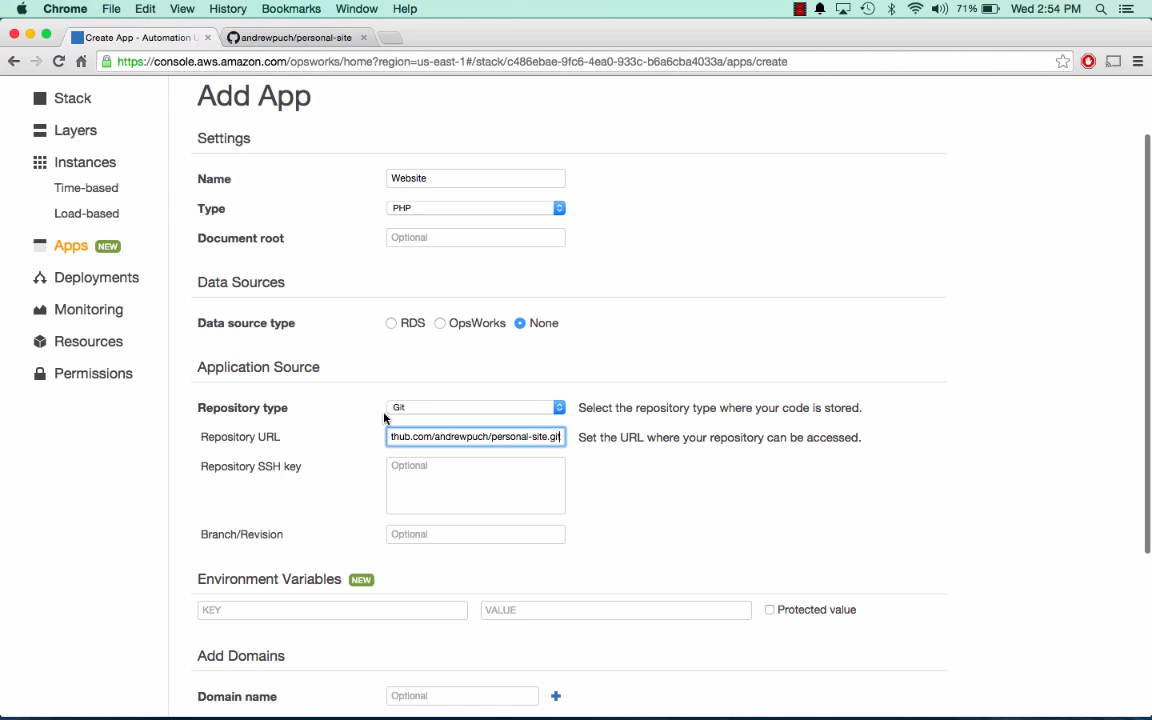 Chrome File Edit View History Bookmarks Window Help 71% Wed 2:54 PM
Create App - Automation U × andrewpuch/personal-site ×
https://console.aws.amazon.com/opsworks/home?region=us-east-1#/stack/c486ebae-9fc6-4ea0-933c-b6a6cba4033a/apps/create
Stack
Layers
Instances
Time-based
Load-based
Apps NEW
Deployments
Monitoring
Resources
Permissions
Add App
Settings
Name Website
Type PHP
Document root Optional
Data Sources
Data source type RDS OpsWorks None
Application Source
Repository type Git Select the repository type where your code is stored.
Repository URL thub.com/andrewpuch/personal-site.git Set the URL where your repository can be accessed.
Repository SSH key Optional
Branch/Revision Optional
Environment Variables NEW
KEY VALUE Protected value
Add Domains
Domain name Optional